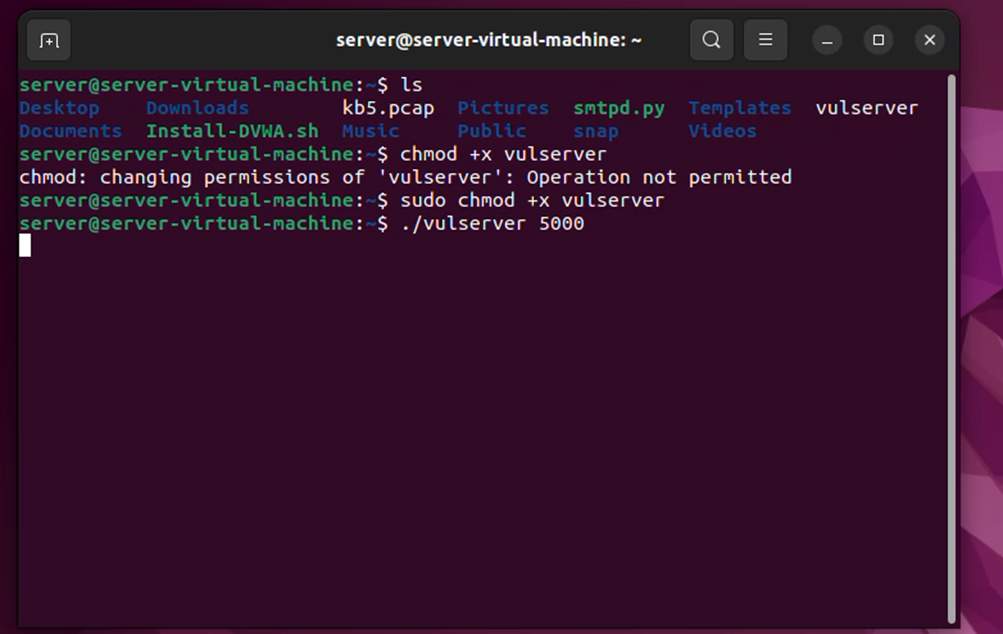 server@server-virtual-machine: ~
server@server-virtual-machine:~$ ls
Desktop Downloads kb5.pcap Pictures smtpd.py Templates vulserver
Documents Install-DVWA.sh Music Public snap Videos
server@server-virtual-machine:~$ chmod +x vulserver
chmod: changing permissions of 'vulserver': Operation not permitted
server@server-virtual-machine:~$ sudo chmod +x vulserver
server@server-virtual-machine:~$ ./vulserver 5000